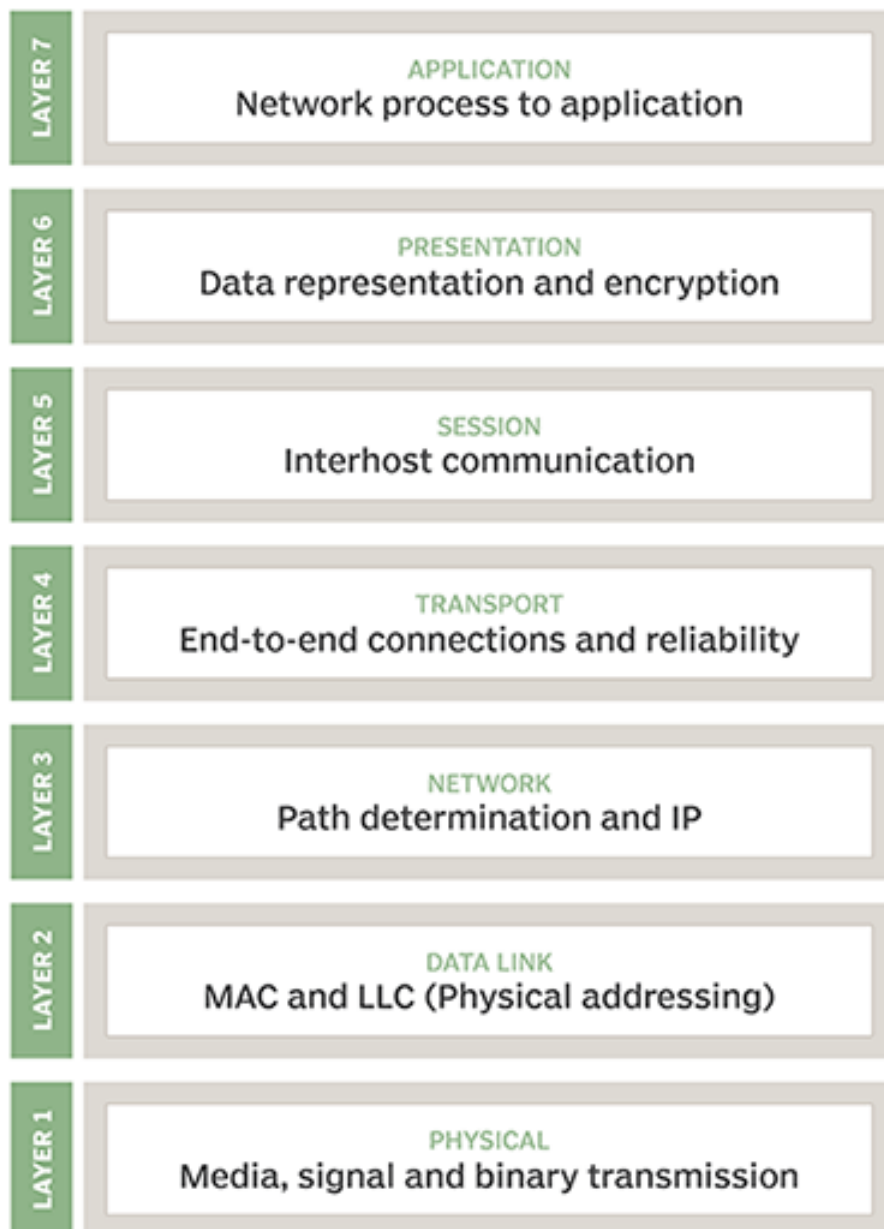 LAYER 7
APPLICATION
Network process to application
LAYER 6
PRESENTATION
Data representation and encryption
LAYER 5
SESSION
Interhost communication
LAYER 4
TRANSPORT
End-to-end connections and reliability
LAYER 3
NETWORK
Path determination and IP
LAYER 2
DATA LINK
MAC and LLC (Physical addressing)
LAYER 1
PHYSICAL
Media, signal and binary transmission